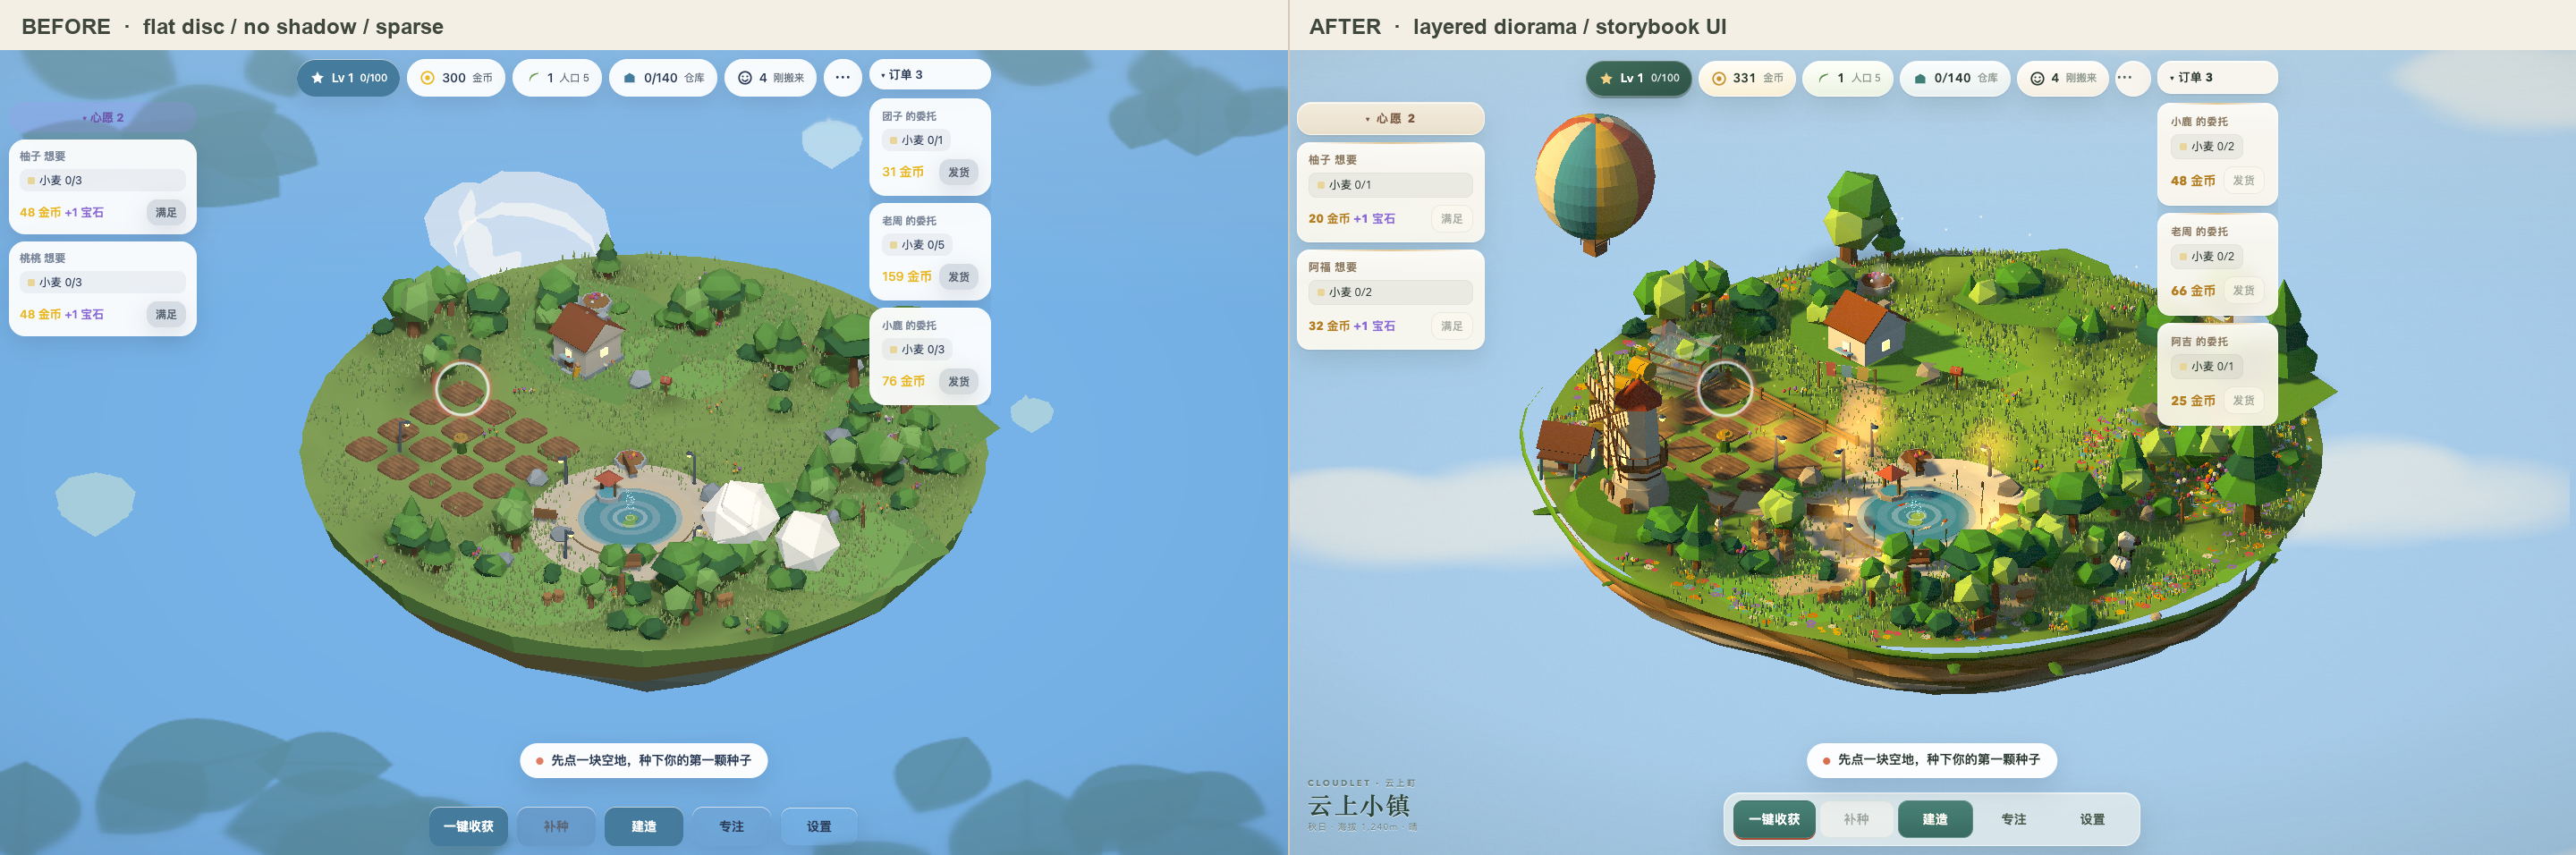 BEFORE · flat disc / no shadow / sparse
Lv 1 0/100
300 金币
1 人口 5
0/140 仓库
4 刚搬来
···
▾ 订单 3
▾ 心愿 2
柚子 想要
小麦 0/3
48 金币 +1 宝石 满足
桃桃 想要
小麦 0/3
48 金币 +1 宝石 满足
团子 的委托
小麦 0/1
31 金币 发货
老周 的委托
小麦 0/5
159 金币 发货
小鹿 的委托
小麦 0/3
76 金币 发货
先点一块空地，种下你的第一颗种子
一键收获 补种 建造 专注 设置
AFTER · layered diorama / storybook UI
Lv 1 0/100
331 金币
1 人口 5
0/140 仓库
4 刚搬来
···
▾ 订单 3
▾ 心愿 2
柚子 想要
小麦 0/1
20 金币 +1 宝石 满足
阿福 想要
小麦 0/2
32 金币 +1 宝石 满足
小鹿 的委托
小麦 0/2
48 金币 发货
老周 的委托
小麦 0/2
66 金币 发货
阿吉 的委托
小麦 0/1
25 金币 发货
先点一块空地，种下你的第一颗种子
CLOUDLET · 云上町
云上小镇
秋日 · 海拔 1,240m · 晴
一键收获 补种 建造 专注 设置